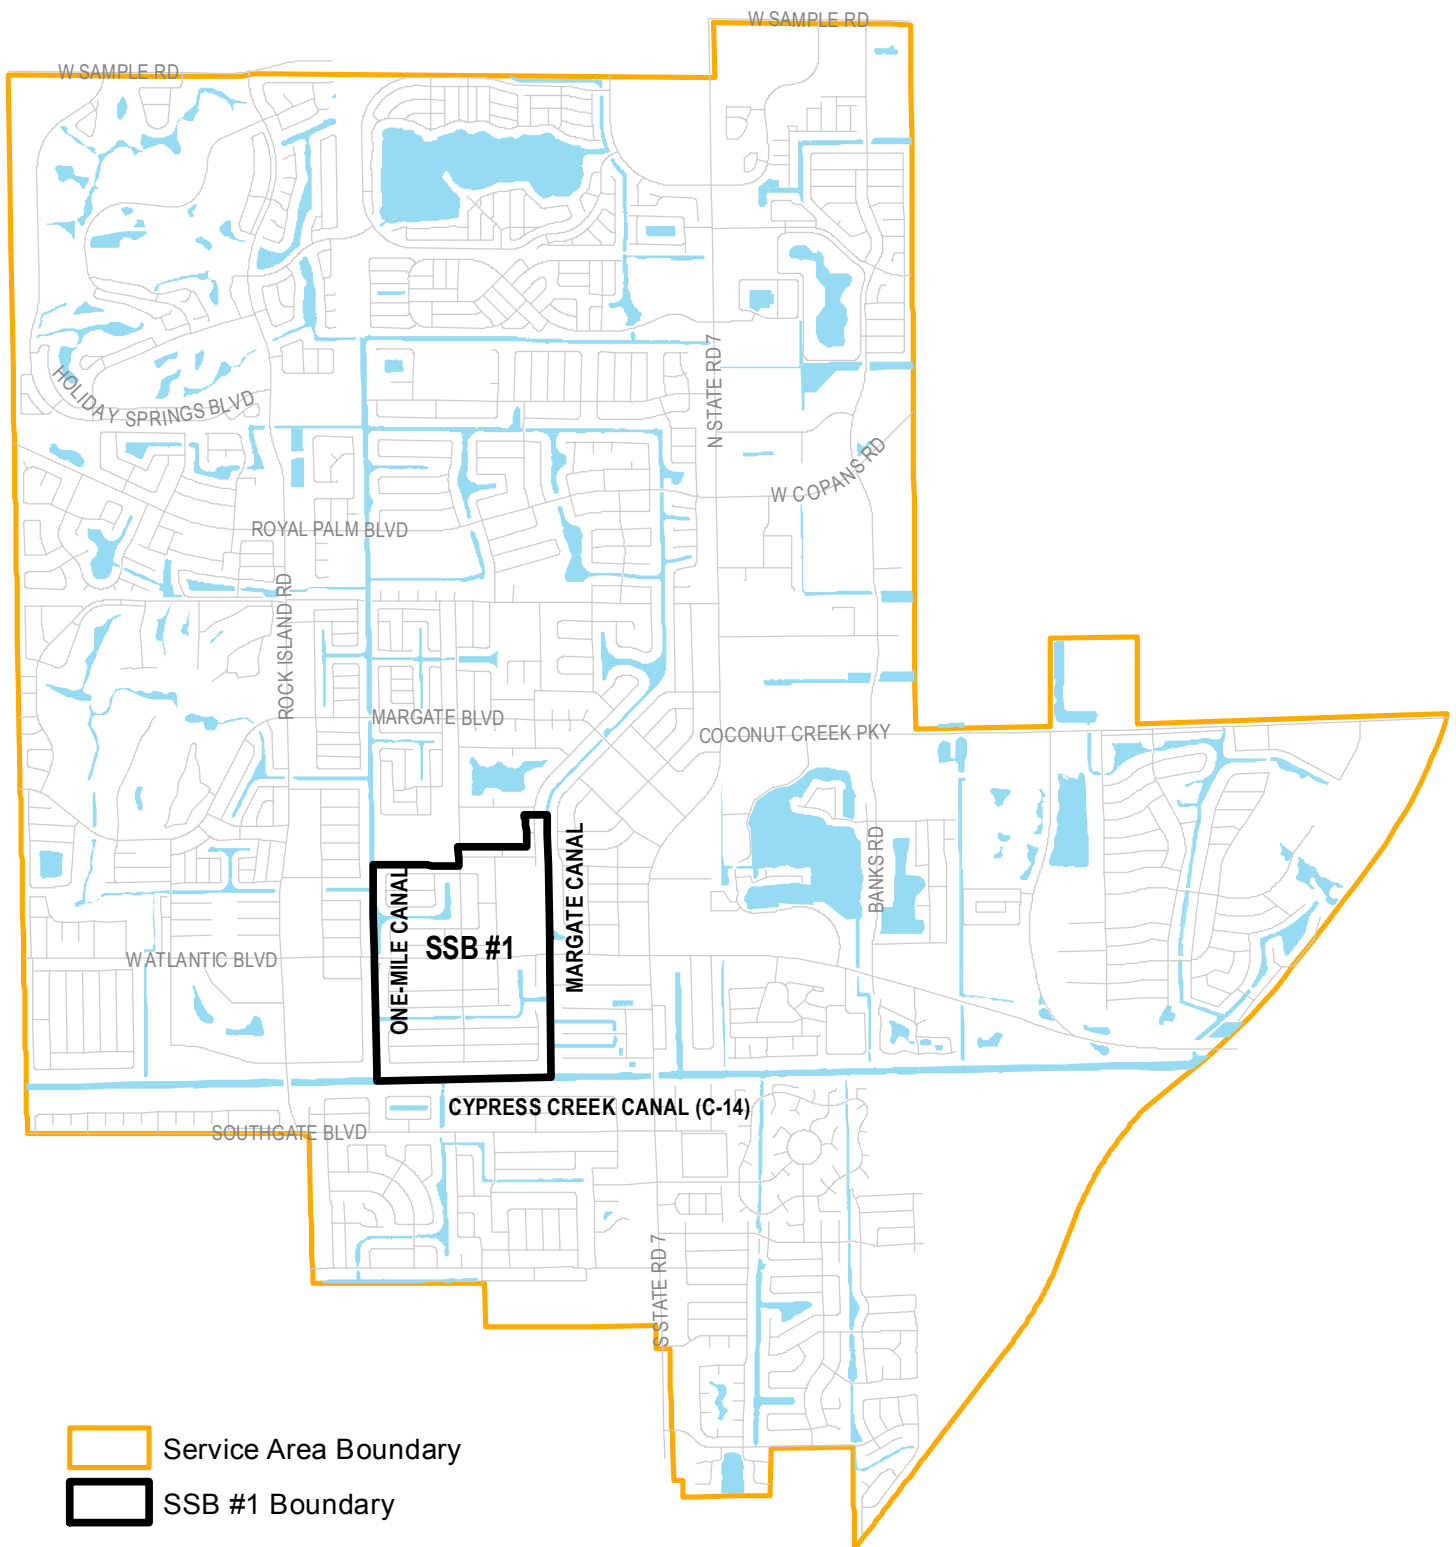 W SAMPLE RD
W SAMPLE RD
N STATE RD 7
HOLIDAY SPRINGS BLVD
W COPANS RD
ROYAL PALM BLVD
ROCK ISLAND RD
MARGATE BLVD
COCONUT CREEK PKY
BANKS RD
MARGATE CANAL
ONE-MILE CANAL
SSB #1
W ATLANTIC BLVD
CYPRESS CREEK CANAL (C-14)
SOUTHGATE BLVD
S STATE RD 7
Service Area Boundary
SSB #1 Boundary